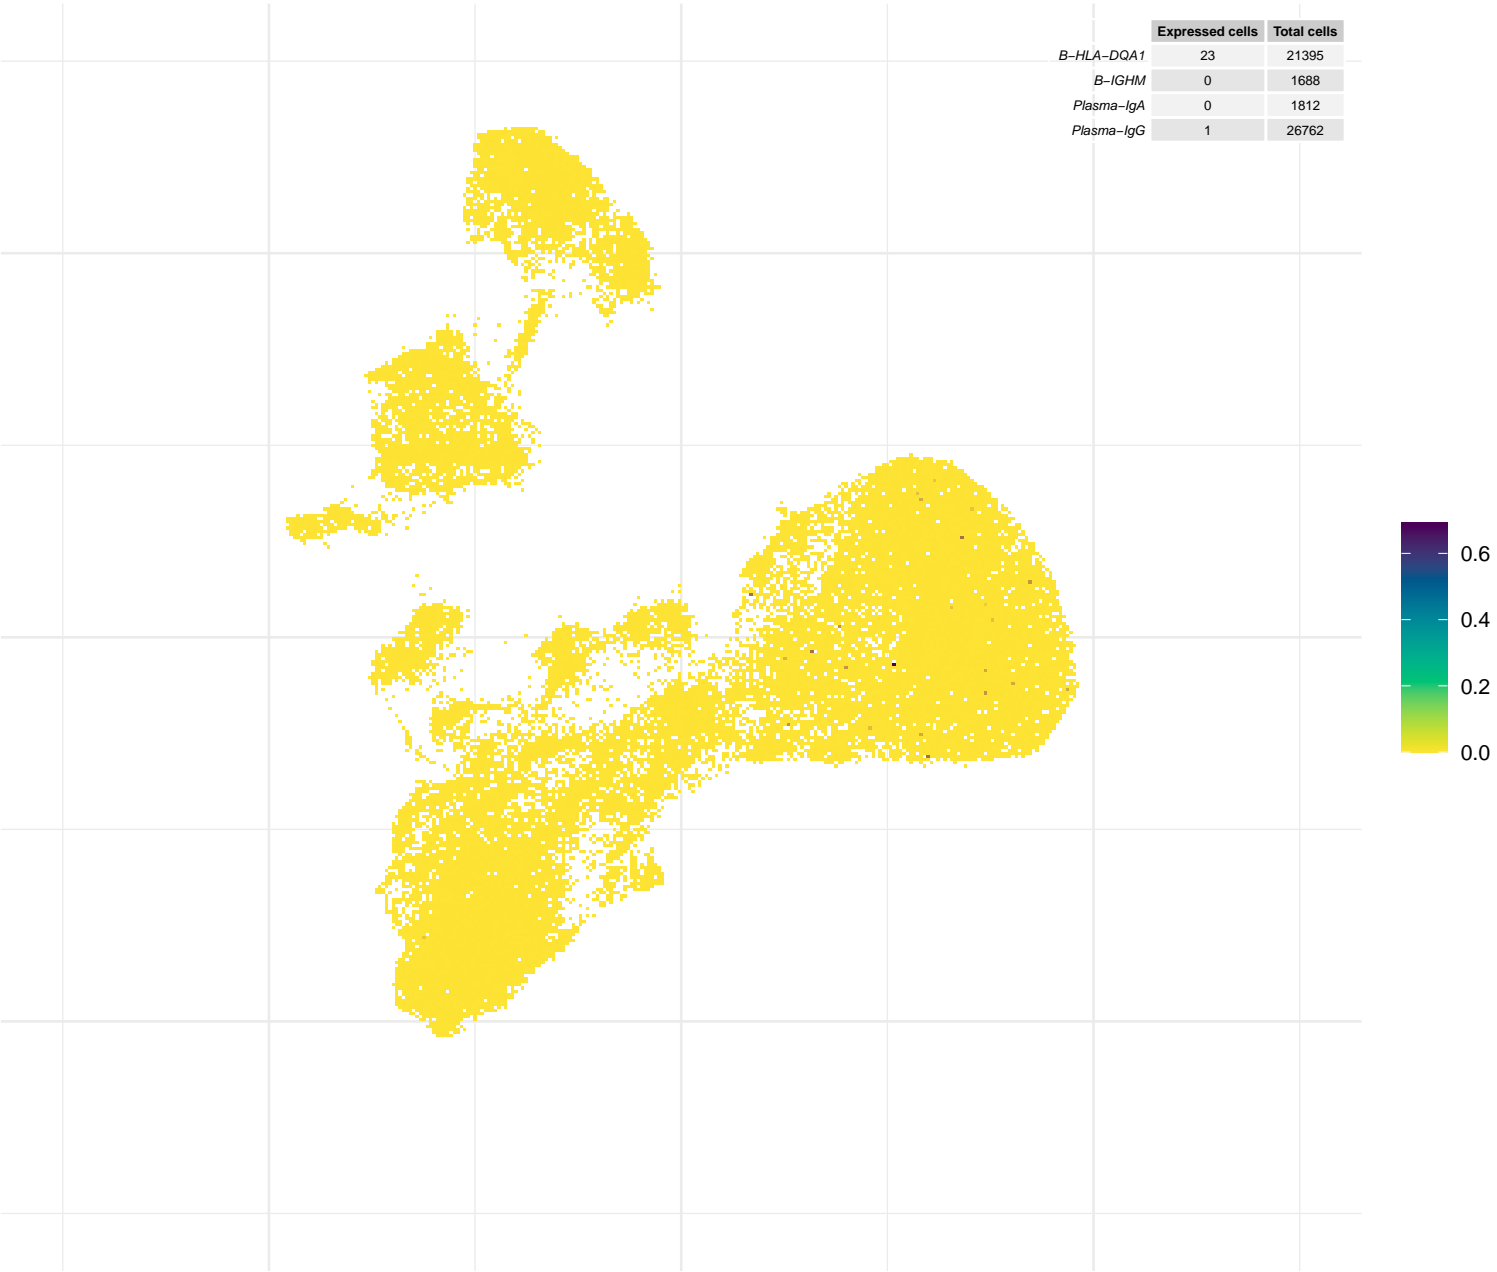 Expressed cells Total cells
B−HLA−DQA1 23 21395
B−IGHM 0 1688
Plasma−IgA 0 1812
Plasma−IgG 1 26762
0.6
0.4
0.2
0.0